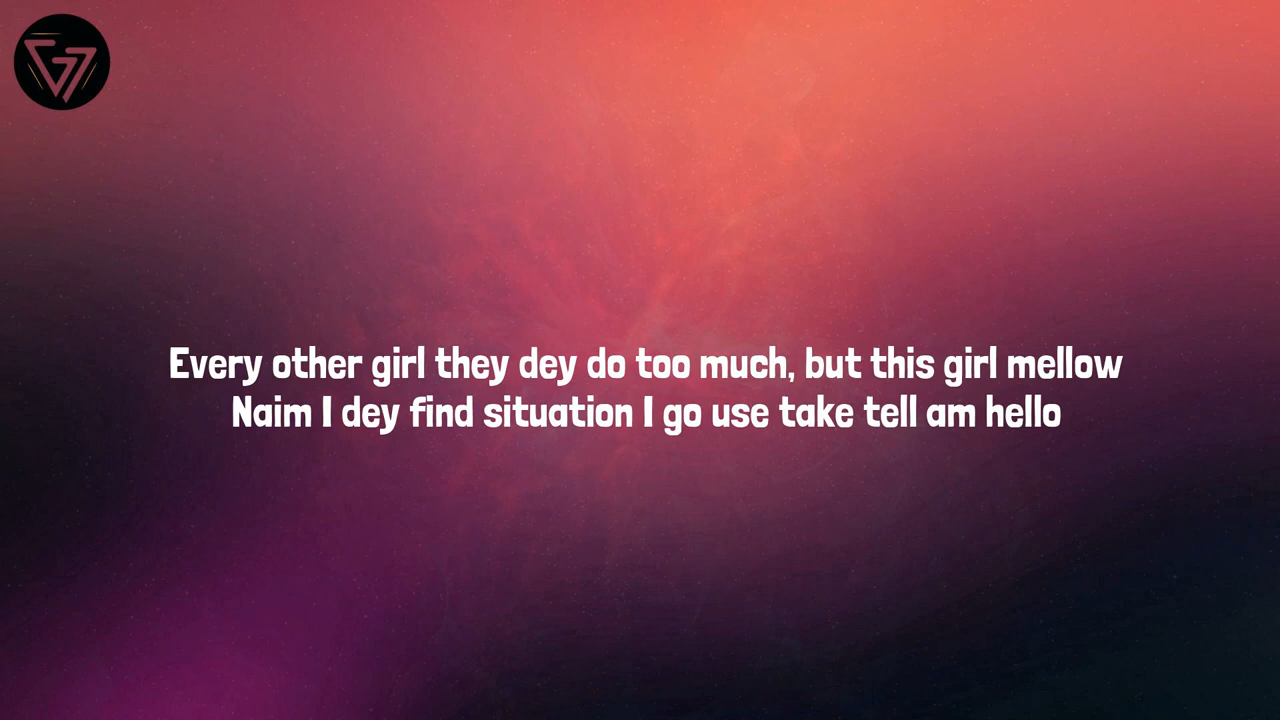 Every other girl they dey do too much, but this girl mellow
Naim I dey find situation I go use take tell am hello